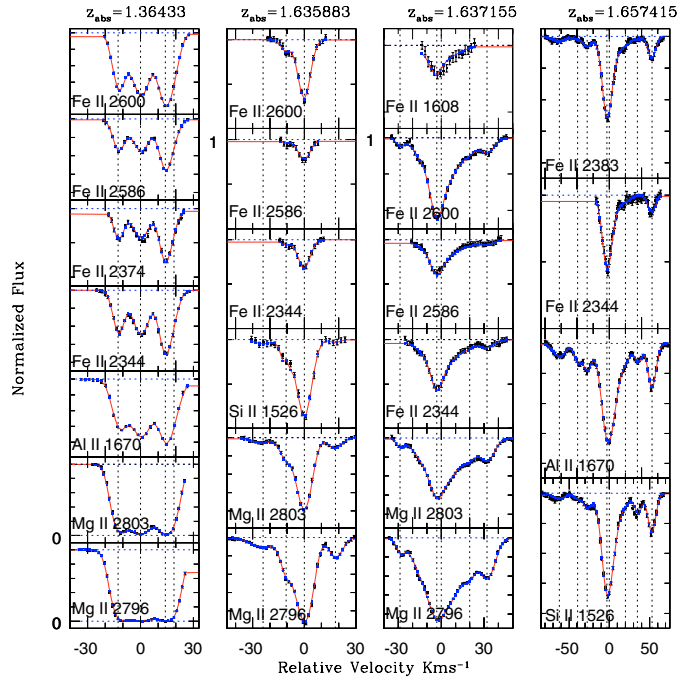 z_abs=1.36433
z_abs=1.635883
z_abs=1.637155
z_abs=1.657415
Normalized Flux
Fe II 2600
Fe II 2586
Fe II 2374
Fe II 2344
Al II 1670
Mg II 2803
0
Mg II 2796
0
-30 0 30
Fe II 2600
1
Fe II 2586
Fe II 2344
Si II 1526
Mg II 2803
Mg II 2796
-30 0 30
Fe II 1608
1
Fe II 2600
Fe II 2586
Fe II 2344
Mg II 2803
Mg II 2796
-30 0 30
Fe II 2383
Fe II 2344
Al II 1670
Si II 1526
-50 0 50
Relative Velocity Kms⁻¹